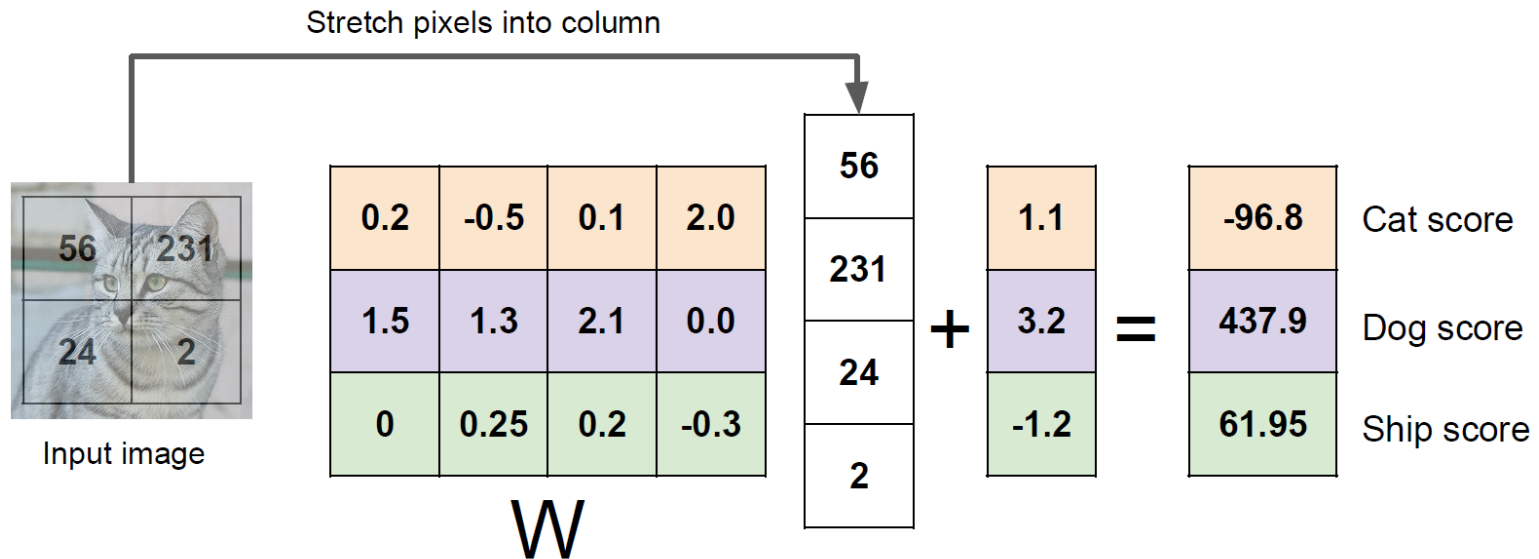 Stretch pixels into column
56 231
24 2
Input image
0.2 -0.5 0.1 2.0
1.5 1.3 2.1 0.0
0 0.25 0.2 -0.3
W
56
231
24
2
+
1.1
3.2
-1.2
=
-96.8 Cat score
437.9 Dog score
61.95 Ship score